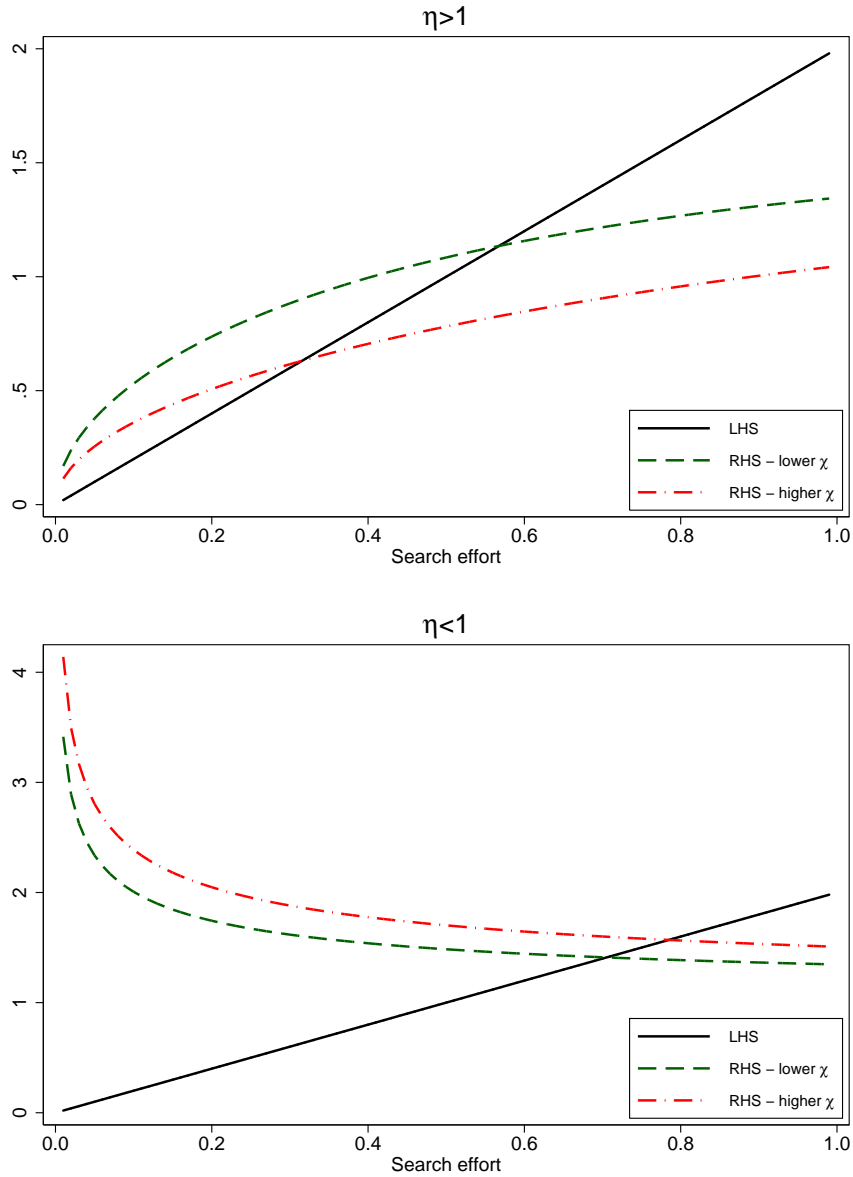 η>1
2
1.5
1
.5
0
LHS
RHS − lower χ
RHS − higher χ
0.0 0.2 0.4 0.6 0.8 1.0
Search effort
η<1
4
3
2
1
0
LHS
RHS − lower χ
RHS − higher χ
0.0 0.2 0.4 0.6 0.8 1.0
Search effort